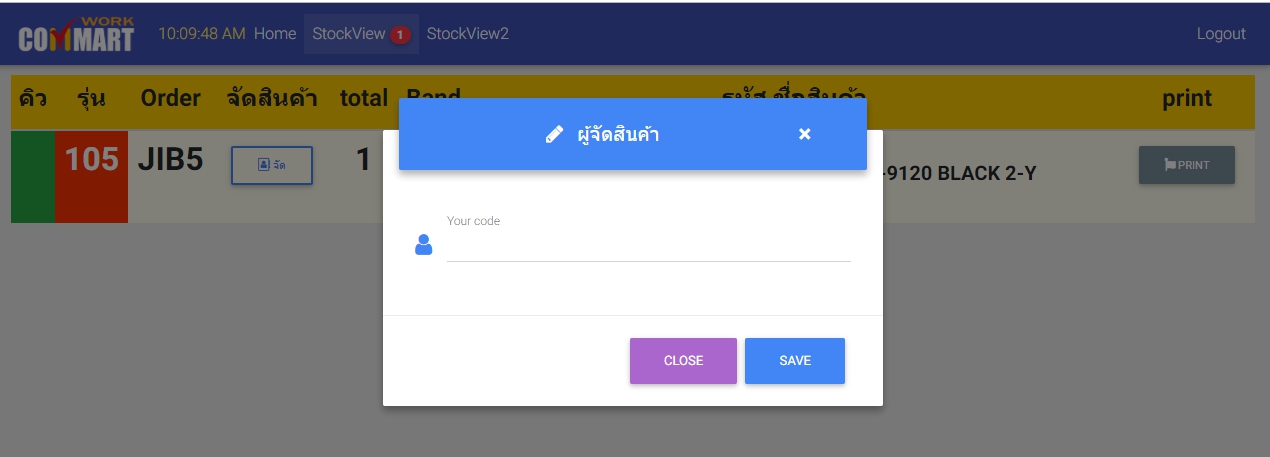 WORK
COMMART
10:09:48 AM Home StockView 1 StockView2 Logout
คิว รุ่น Order จัดสินค้า total Band รหัส ชื่อสินค้า print
ผู้จัดสินค้า ×
105 JIB5 จัด 1 -9120 BLACK 2-Y PRINT
Your code
CLOSE SAVE